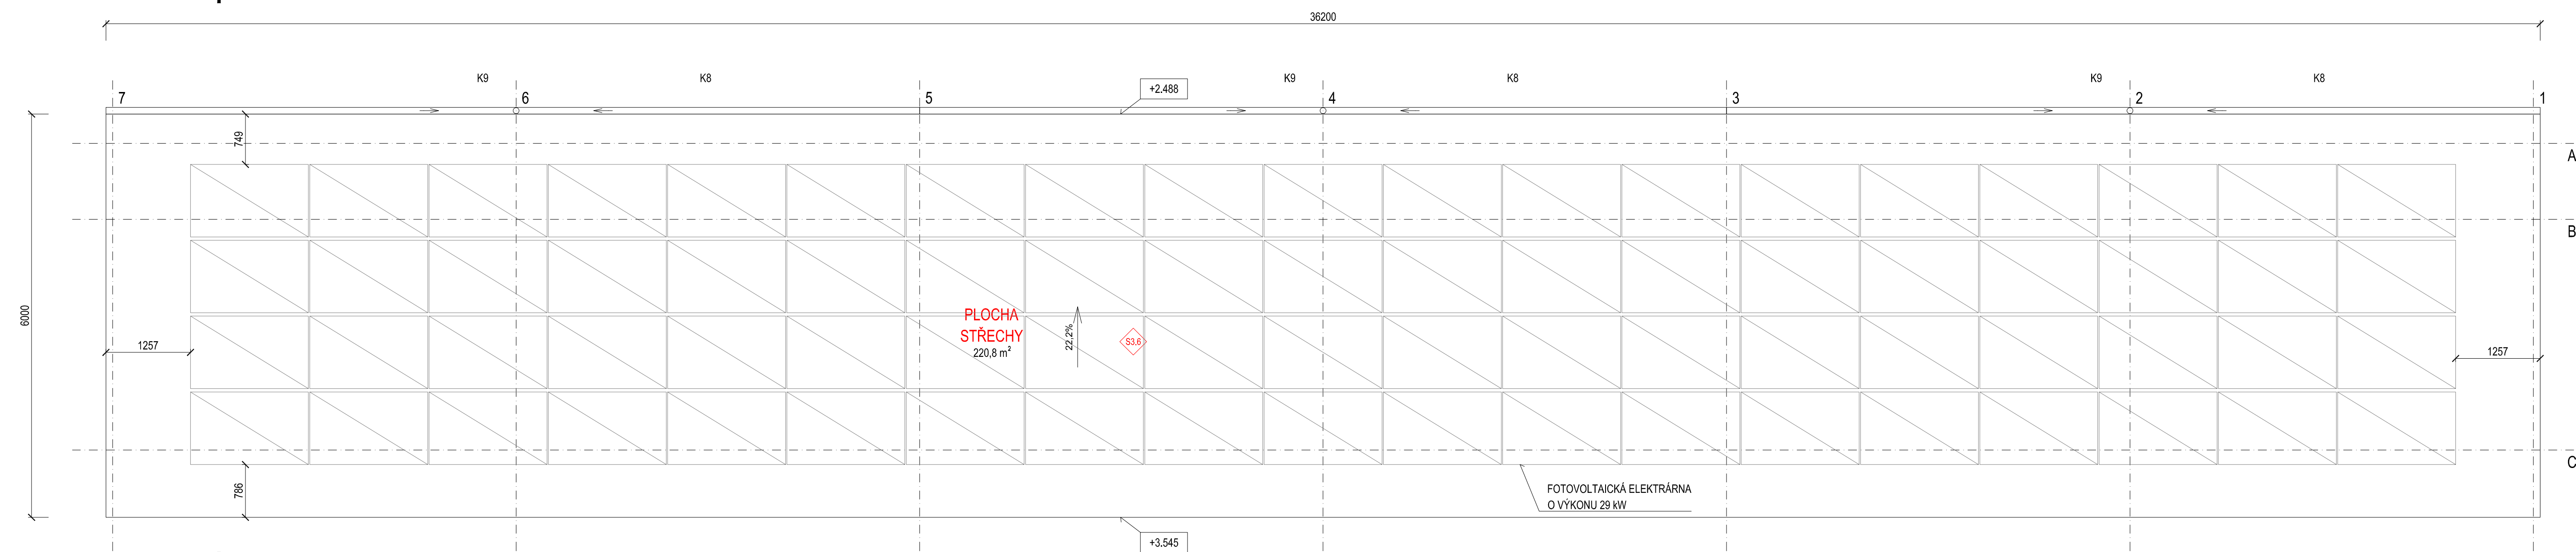 36200
K9
K8
K9
K8
K9
K8
+2.488
7
6
5
4
3
2
1
749
A
B
6000
PLOCHA
STŘECHY
220,8 m²
22,2%
S3.6
1257
1257
C
786
FOTOVOLTAICKÁ ELEKTRÁRNA
O VÝKONU 29 kW
+3.545